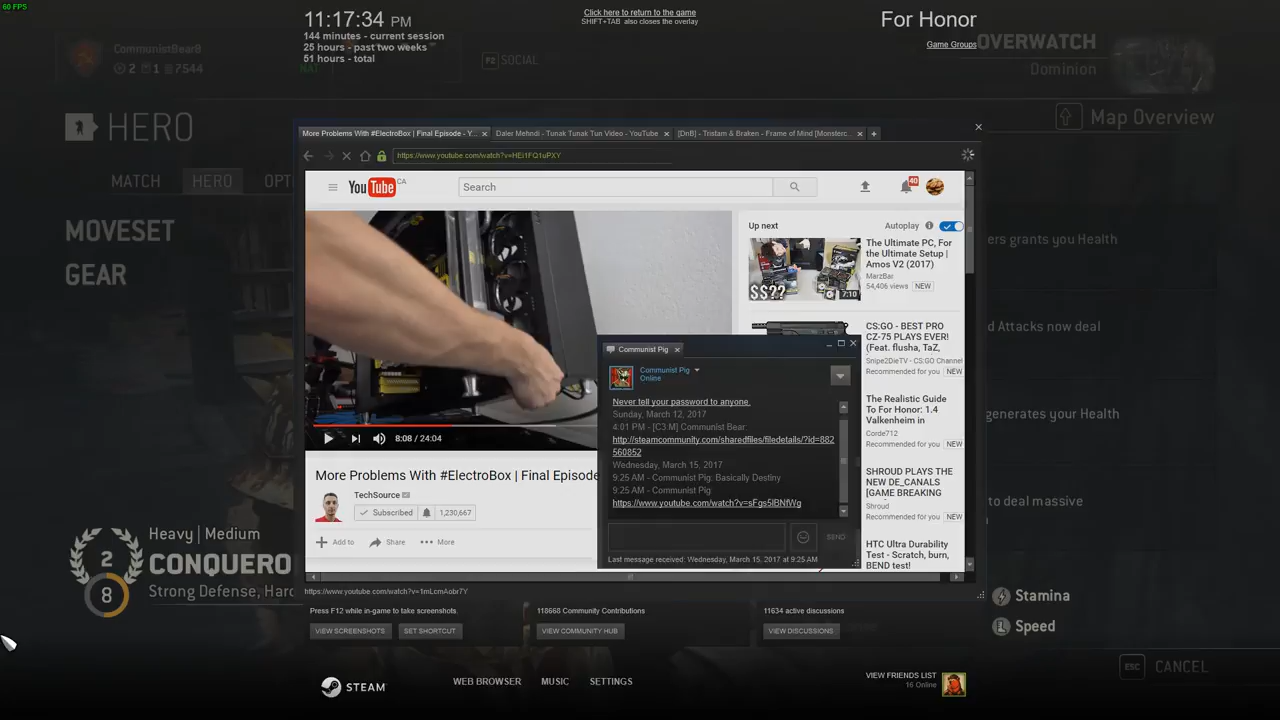 60 FPS
11:17:34 PM
144 minutes - current session
25 hours - past two weeks
51 hours - total
Click here to return to the game
SHIFT+TAB also closes the overlay
For Honor
Game Groups
OVERWATCH
Dominion
CommunistBear8
2 1 7544
NAT
F2 SOCIAL
HERO
MATCH HERO OPT
MOVESET
GEAR
Map Overview
ers grants you Health
d Attacks now deal
generates your Health
to deal massive
Heavy | Medium
CONQUERO
Strong Defense, Hard
2
8
Stamina
Speed
ESC CANCEL
More Problems With #ElectroBox | Final Episode - Y...
Daler Mehndi - Tunak Tunak Tun Video - YouTube
[DnB] - Tristam & Braken - Frame of Mind [Monsterc...
https://www.youtube.com/watch?v=HEi1FQ1uPXY
YouTube CA
Search
40
Up next
Autoplay
The Ultimate PC, For
the Ultimate Setup |
Amos V2 (2017)
MarzBar
54,406 views NEW
$$??
7:10
CS:GO - BEST PRO
CZ-75 PLAYS EVER!
(Feat. flusha, TaZ,
Snipe2DieTV - CS:GO Channel
Recommended for you NEW
The Realistic Guide
To For Honor: 1.4
Valkenheim in
Corde712
Recommended for you NEW
SHROUD PLAYS THE
NEW DE_CANALS
[GAME BREAKING
Shroud
Recommended for you NEW
HTC Ultra Durability
Test - Scratch, burn,
BEND test!
8:08 / 24:04
More Problems With #ElectroBox | Final Episode
TechSource
Subscribed 1,230,667
Add to Share More
Communist Pig
Communist Pig
Online
Never tell your password to anyone.
Sunday, March 12, 2017
4:01 PM - [C3.M] Communist Bear:
http://steamcommunity.com/sharedfiles/filedetails/?id=882
560852
Wednesday, March 15, 2017
9:25 AM - Communist Pig: Basically Destiny
9:25 AM - Communist Pig:
https://www.youtube.com/watch?v=sFgs5lBNfWg
SEND
Last message received: Wednesday, March 15, 2017 at 9:25 AM
https://www.youtube.com/watch?v=1mLcmAobr7Y
Press F12 while in-game to take screenshots.
VIEW SCREENSHOTS SET SHORTCUT
118668 Community Contributions
VIEW COMMUNITY HUB
11634 active discussions
VIEW DISCUSSIONS
STEAM
WEB BROWSER MUSIC SETTINGS
VIEW FRIENDS LIST
16 Online